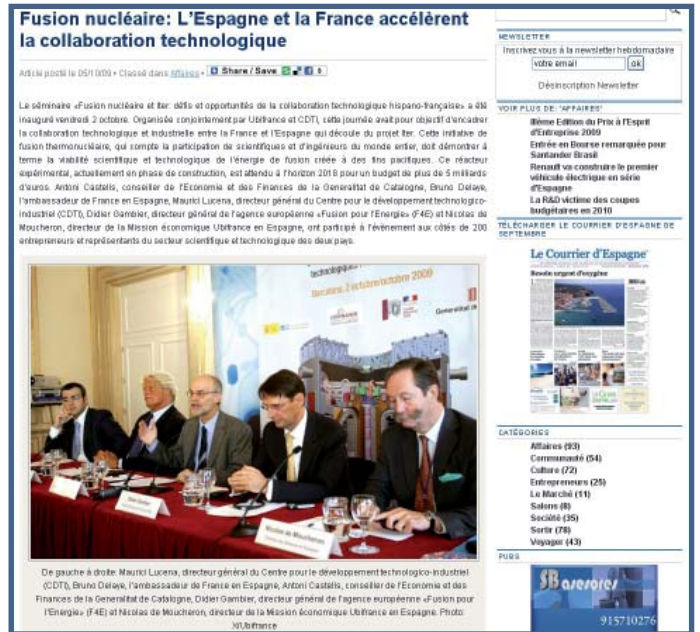 Fusion nucléaire: L'Espagne et la France accélèrent
la collaboration technologique
Article posté le 05/10/09 • Classé dans Affaires •
Share / Save
Le séminaire «Fusion nucléaire et Iter: défis et opportunités de la collaboration technologique hispano-française» a été
inauguré vendredi 2 octobre. Organisée conjointement par Ubifrance et CDTI, cette journée avait pour objectif d'encadrer
la collaboration technologique et industrielle entre la France et l'Espagne qui découle du projet Iter. Cette initiative de
fusion thermonucléaire, qui compte la participation de scientifiques et d'ingénieurs du monde entier, doit démontrer à
terme la viabilité scientifique et technologique de l'énergie de fusion créée à des fins pacifiques. Ce réacteur
expérimental, actuellement en phase de construction, est attendu à l'horizon 2018 pour un budget de plus de 5 milliards
d'euros. Antoni Castells, conseiller de l'Economie et des Finances de la Generalitat de Catalogne, Bruno Delaye,
l'ambassadeur de France en Espagne, Maurici Lucena, directeur général du Centre pour le développement technologico-
industriel (CDTI), Didier Gambier, directeur général de l'agence européenne «Fusion pour l'Energie» (F4E) et Nicolas de
Moucheron, directeur de la Mission économique Ubifrance en Espagne, ont participé à l'évènement aux côtés de 200
entrepreneurs et représentants du secteur scientifique et technologique des deux pays.
Barcelona, 2 octubre/octobre 2009
Generalitat
Nicolas de Moucheron
De gauche à droite: Maurici Lucena, directeur général du Centre pour le développement technologico-industriel
(CDTI), Bruno Delaye, l'ambassadeur de France en Espagne, Antoni Castells, conseiller de l'Economie et des
Finances de la Generalitat de Catalogne, Didier Gambier, directeur général de l'agence européenne «Fusion pour
l'Energie» (F4E) et Nicolas de Moucheron, directeur de la Mission économique Ubifrance en Espagne. Photo:
X/Ubifrance
NEWSLETTER
Inscrivez vous à la newsletter hebdomadaire
votre email
ok
Désinscription Newsletter
VOIR PLUS DE: 'AFFAIRES'
IIIème Edition du Prix à l'Esprit
d'Entreprise 2009
Entrée en Bourse remarquée pour
Santander Brasil
Renault va construire le premier
véhicule électrique en série
d'Espagne
La R&D victime des coupes
budgétaires en 2010
TÉLÉCHARGER LE COURRIER D'ESPAGNE DE
SEPTEMBRE
Le Courrier d'Espagne
Besoin urgent d'oxygène
CATÉGORIES
Affaires (93)
Communauté (54)
Culture (72)
Entrepreneurs (25)
Le Marché (11)
Salons (8)
Société (35)
Sortir (78)
Voyager (43)
PUBS
SB asesores
915710276